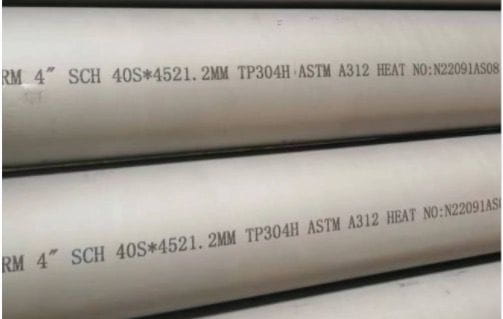 RM 4″ SCH 40S*4521.2MM TP304H ASTM A312 HEAT NO:N22091AS08
RM 4″ SCH 40S*4521.2MM TP304H ASTM A312 HEAT NO:N22091AS